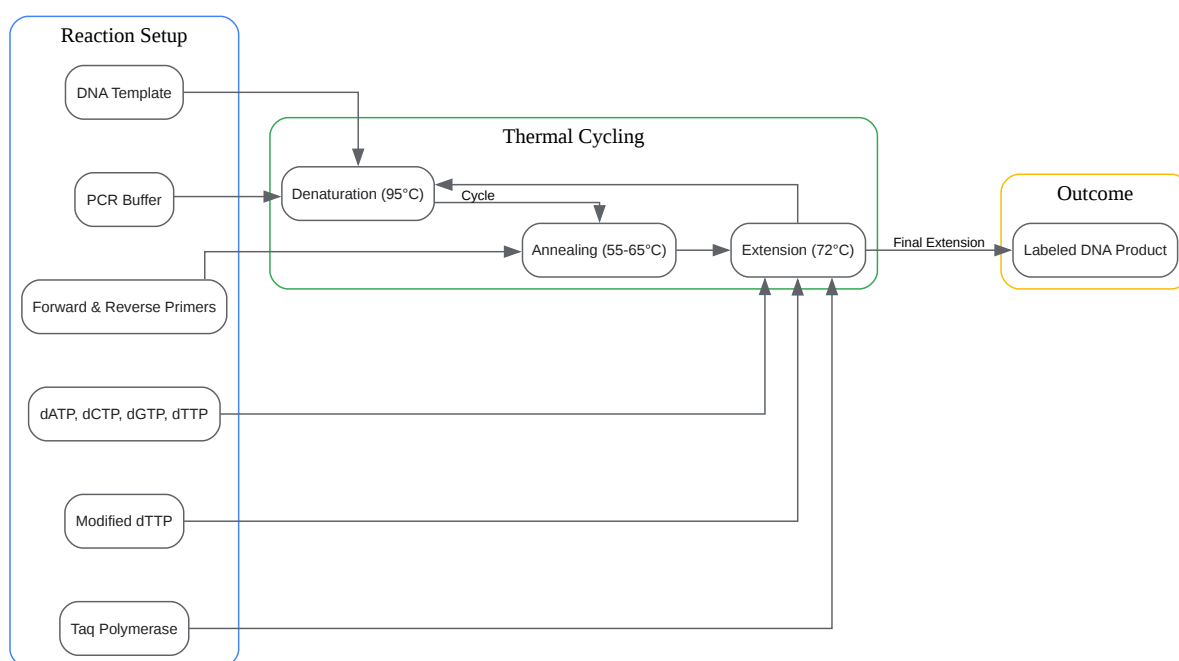 Reaction Setup
DNA Template
PCR Buffer
Forward & Reverse Primers
dATP, dCTP, dGTP, dTTP
Modified dTTP
Taq Polymerase
Thermal Cycling
Denaturation (95°C)
Cycle
Annealing (55-65°C)
Extension (72°C)
Final Extension
Outcome
Labeled DNA Product